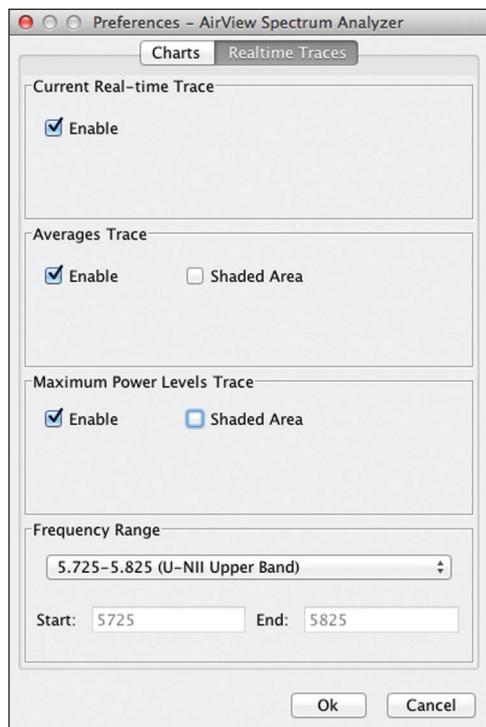 Preferences – AirView Spectrum Analyzer
Charts Realtime Traces
Current Real-time Trace
Enable
Averages Trace
Enable Shaded Area
Maximum Power Levels Trace
Enable Shaded Area
Frequency Range
5.725-5.825 (U-NII Upper Band)
Start: 5725 End: 5825
Ok Cancel